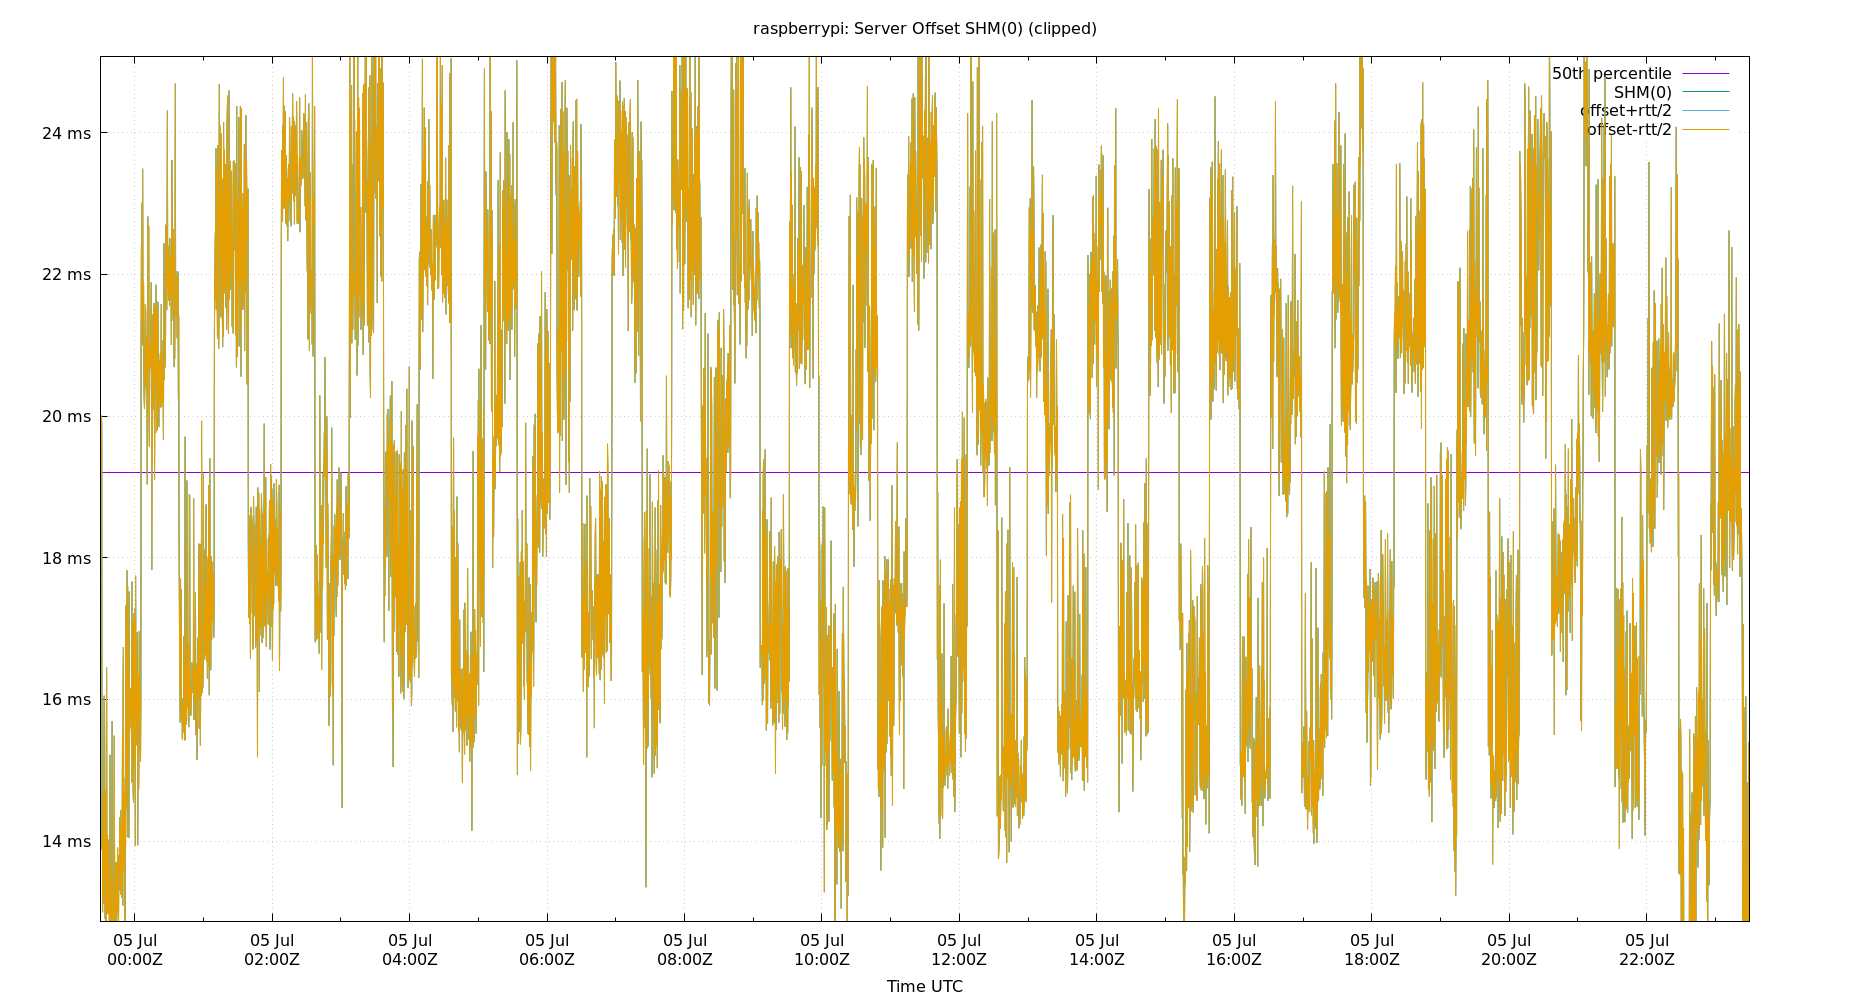 raspberrypi: Server Offset SHM(0) (clipped)
50th percentile
SHM(0)
offset+rtt/2
offset-rtt/2
24 ms
22 ms
20 ms
18 ms
16 ms
14 ms
05 Jul 05 Jul 05 Jul 05 Jul 05 Jul 05 Jul 05 Jul 05 Jul 05 Jul 05 Jul 05 Jul 05 Jul
00:00Z 02:00Z 04:00Z 06:00Z 08:00Z 10:00Z 12:00Z 14:00Z 16:00Z 18:00Z 20:00Z 22:00Z
Time UTC